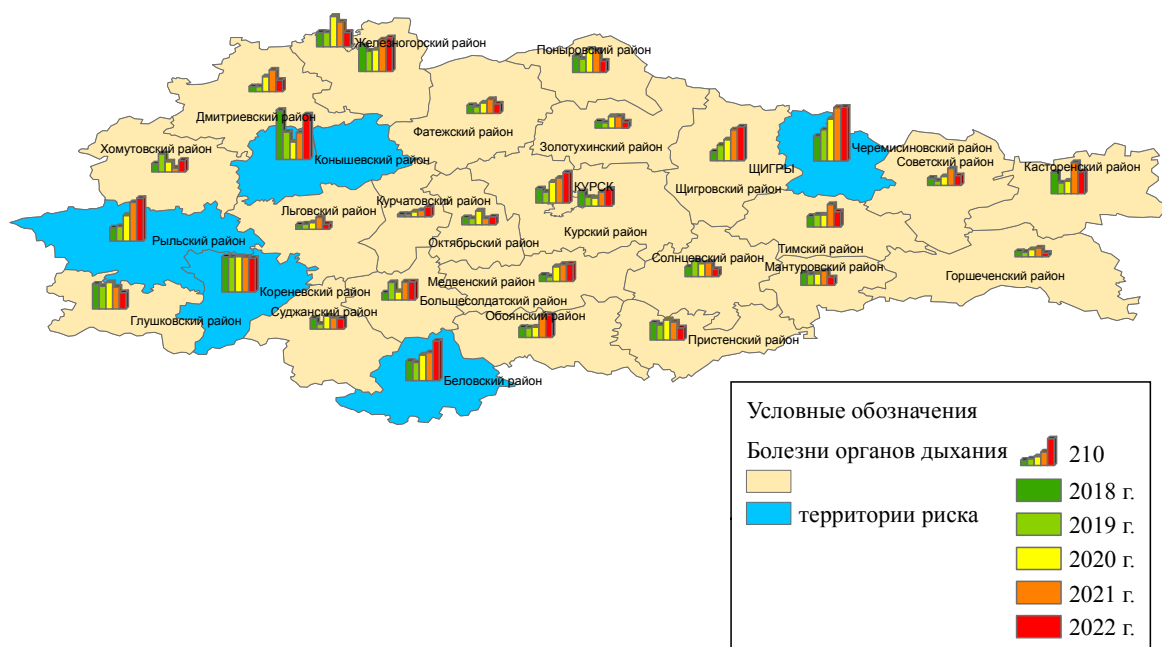 Железногорский район
Поныровский район
Дмитриевский район
Фатежский район
Золотухинский район
Хомутовский район
Конышевский район
ЩИГРЫ
Черемисиновский район
Советский район
Касторенский район
Щигровский район
КУРСК
Курчатовский район
Льговский район
Рыльский район
Октябрьский район
Курский район
Тимский район
Солнцевский район
Мантуровский район
Горшеченский район
Медвенский район
Кореневский район
Большесолдатский район
Суджанский район
Глушковский район
Обоянский район
Пристенский район
Беловский район
Условные обозначения
Болезни органов дыхания
территории риска
210
2018 г.
2019 г.
2020 г.
2021 г.
2022 г.